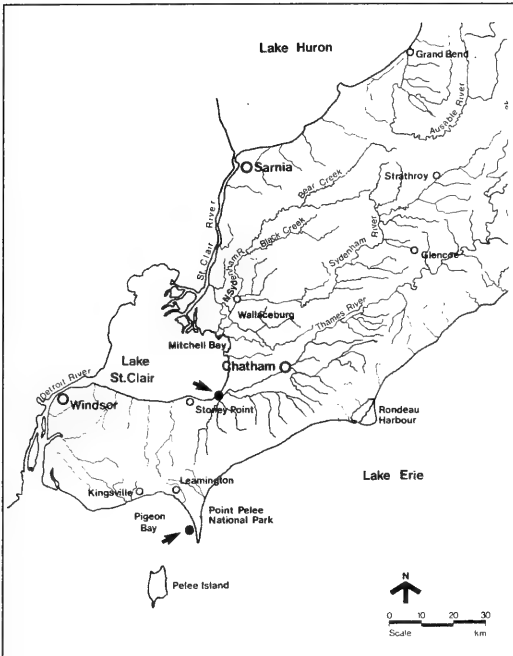 Lake Huron
Grand Bend
Ausable River
Sarnia
Strathroy
Bear Creek
Black Creek
St. Clair River
N. Sydenham R.
Sydenham River
Glencoe
Wallaceburg
Thames River
Mitchell Bay
Lake
St. Clair
Chatham
Detroit River
Windsor
Stoney Point
Rondeau
Harbour
Lake Erie
Leamington
Kingsville
Point Pelee
National Park
Pigeon
Bay
Pelee Island
N
0 10 20 30
Scale km